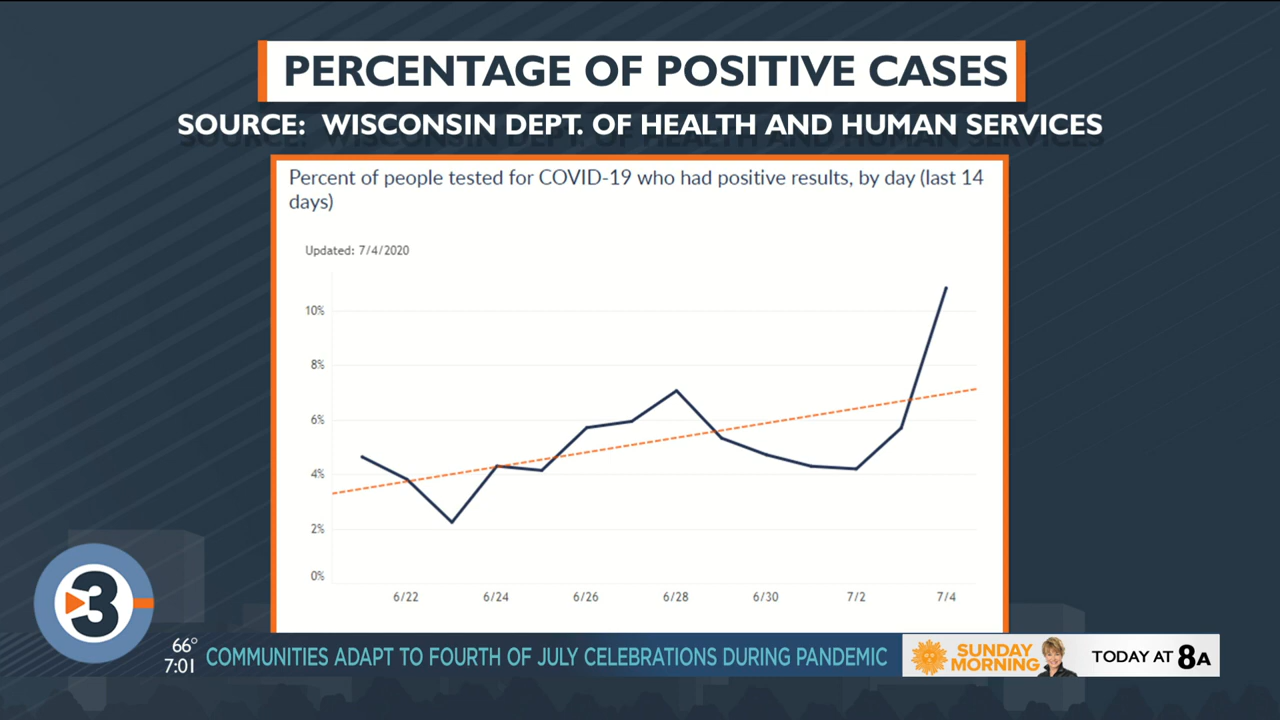 PERCENTAGE OF POSITIVE CASES
SOURCE: WISCONSIN DEPT. OF HEALTH AND HUMAN SERVICES
Percent of people tested for COVID-19 who had positive results, by day (last 14
days)
Updated: 7/4/2020
10%
8%
6%
4%
2%
0%
6/22 6/24 6/26 6/28 6/30 7/2 7/4
3
66°
7:01
COMMUNITIES ADAPT TO FOURTH OF JULY CELEBRATIONS DURING PANDEMIC
SUNDAY
MORNING
TODAY AT 8A